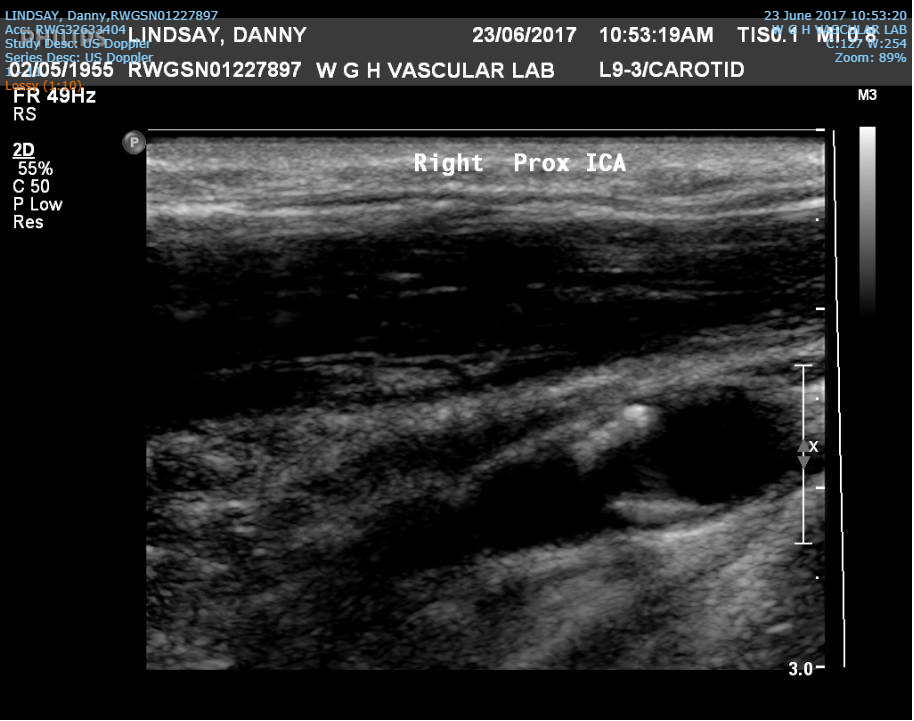 LINDSAY, Danny,RWGSN01227897
23 June 2017 10:53:20
Acc: RWG32633404
W G H VASCULAR LAB
PHILIPS
LINDSAY, DANNY
23/06/2017 10:53:19AM TIS0.1 MI 0.8
Study Desc: US Doppler
C:127 W:254
Series Desc: US Doppler
Zoom: 89%
02/05/1955 RWGSN01227897 W G H VASCULAR LAB L9-3/CAROTID
Lossy (1:10)
FR 49Hz
M3
RS
P
2D
55%
C 50
P Low
Res
Right Prox ICA
X
3.0